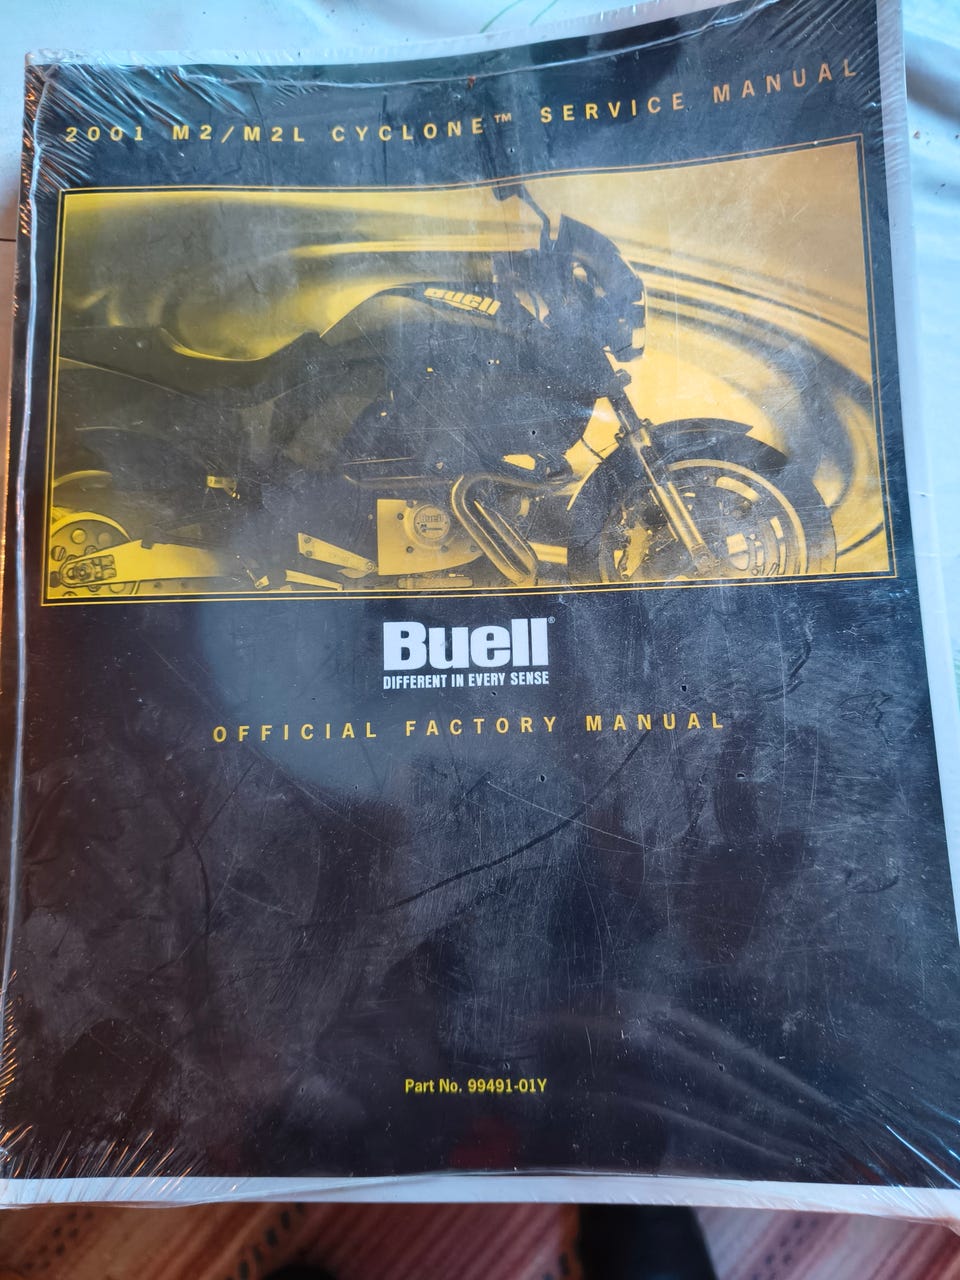 2001 M2/M2L CYCLONE™ SERVICE MANUAL
Buell
Buell
Buell®
DIFFERENT IN EVERY SENSE
OFFICIAL FACTORY MANUAL
Part No. 99491-01Y